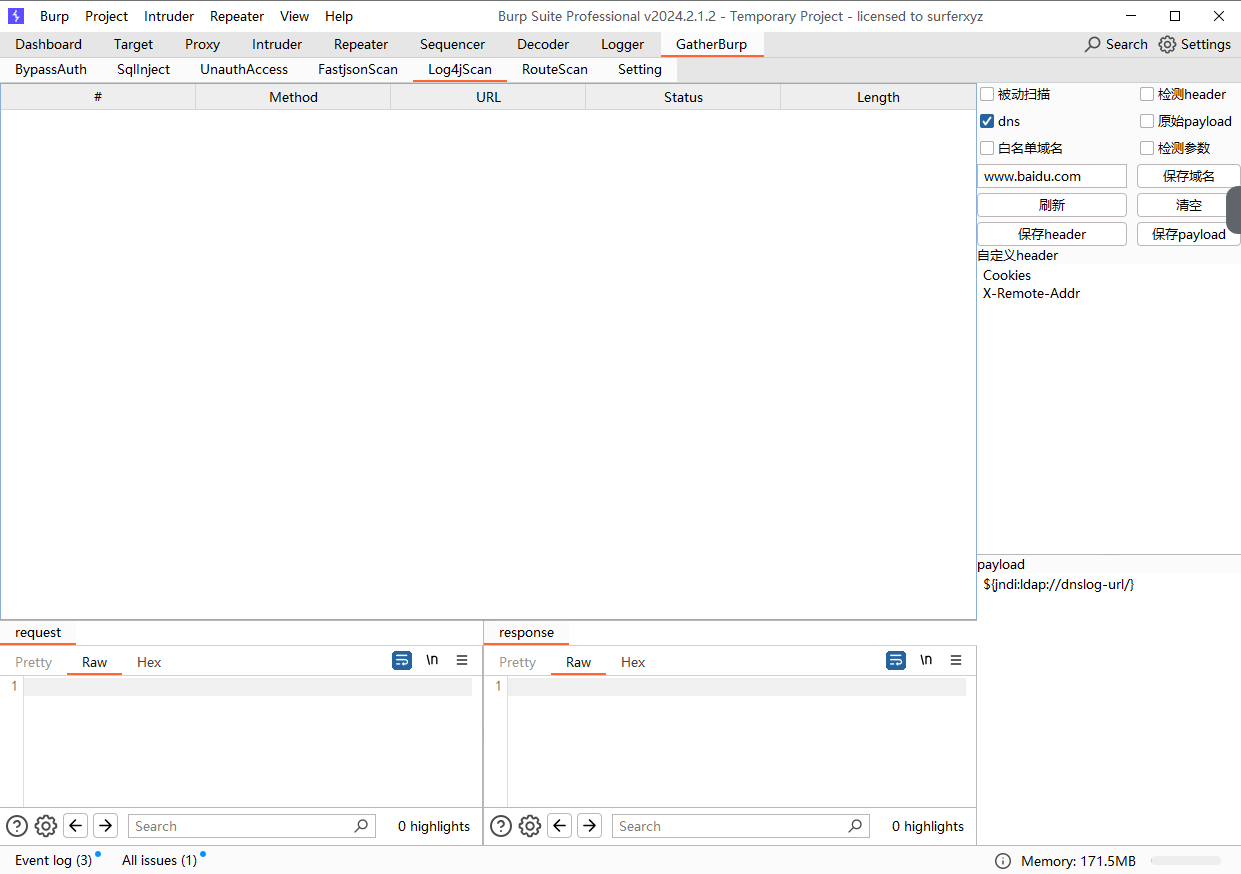 Burp Project Intruder Repeater View Help Burp Suite Professional v2024.2.1.2 - Temporary Project - licensed to surferxyz
Dashboard Target Proxy Intruder Repeater Sequencer Decoder Logger GatherBurp Search Settings
BypassAuth SqlInject UnauthAccess FastjsonScan Log4jScan RouteScan Setting
# Method URL Status Length
被动扫描 检测header
dns 原始payload
白名单域名 检测参数
www.baidu.com 保存域名
刷新 清空
保存header 保存payload
自定义header
Cookies
X-Remote-Addr
payload
${jndi:ldap://dnslog-url/}
request response
Pretty Raw Hex \n Pretty Raw Hex \n
1 1
Search 0 highlights Search 0 highlights
Event log (3) All issues (1) Memory: 171.5MB